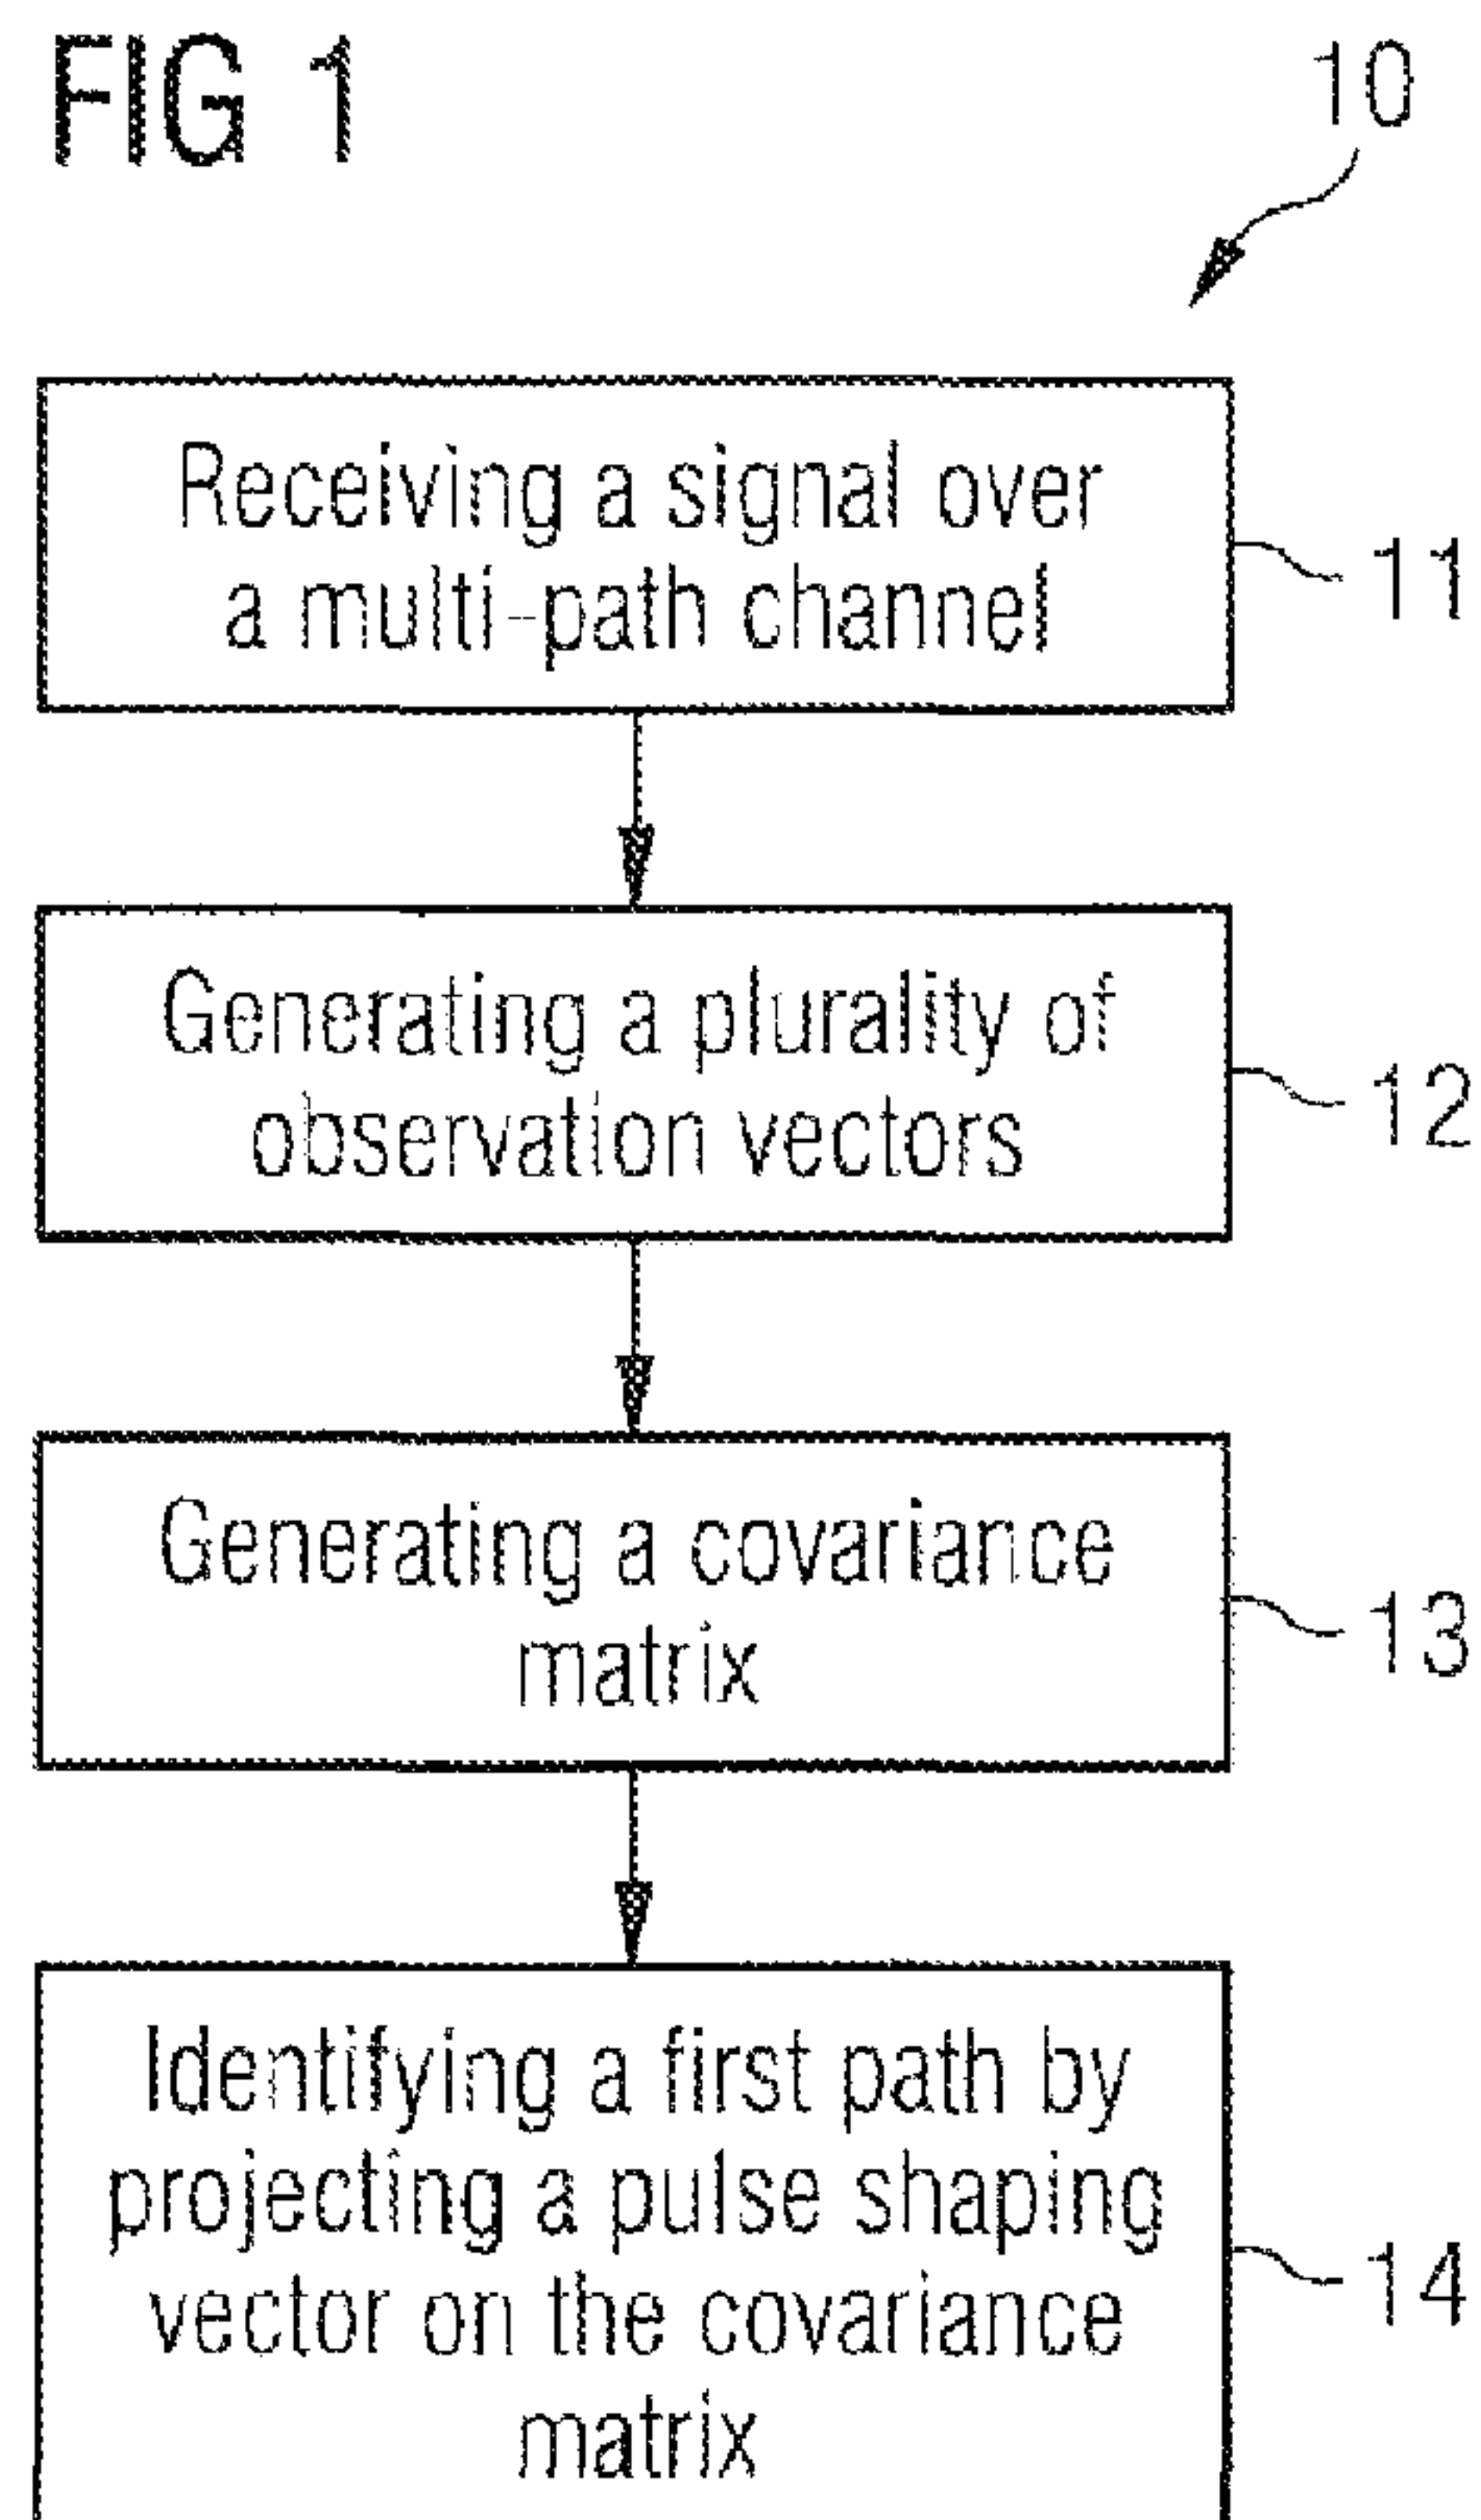 FIG 1
10
Receiving a signal over
a multi-path channel
11
Generating a plurality of
observation vectors
12
Generating a covariance
matrix
13
Identifying a first path by
projecting a pulse shaping
vector on the covariance
matrix
14